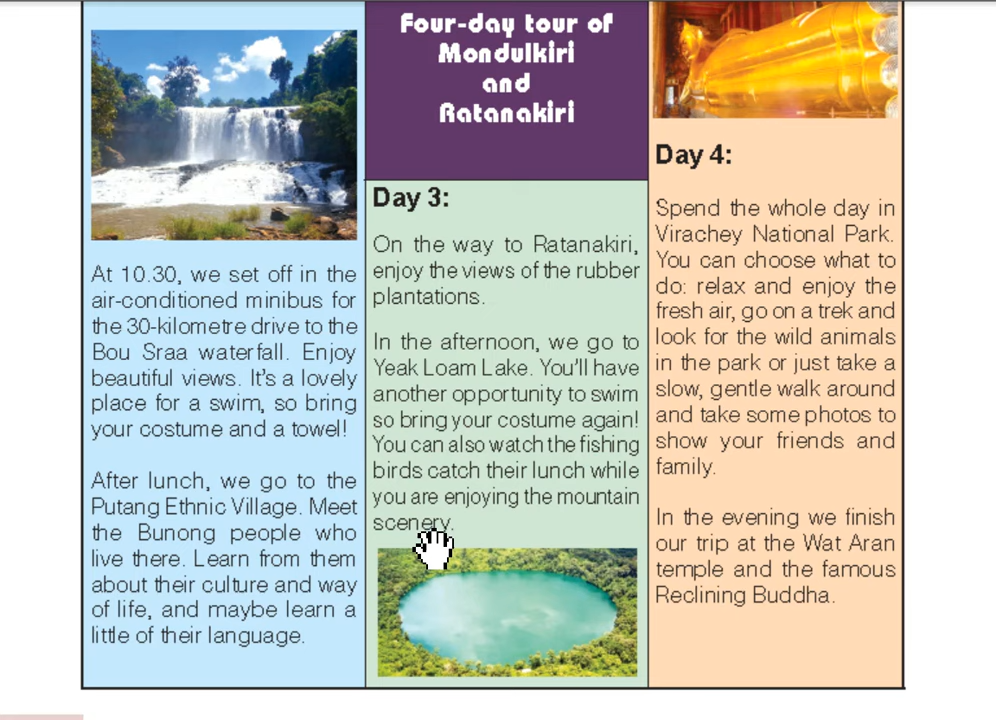 At 10.30, we set off in the
air-conditioned minibus for
the 30-kilometre drive to the
Bou Sraa waterfall. Enjoy
beautiful views. It's a lovely
place for a swim, so bring
your costume and a towel!
After lunch, we go to the
Putang Ethnic Village. Meet
the Bunong people who
live there. Learn from them
about their culture and way
of life, and maybe learn a
little of their language.
Four-day tour of
Mondulkiri
and
Ratanakiri
Day 3:
On the way to Ratanakiri,
enjoy the views of the rubber
plantations.
In the afternoon, we go to
Yeak Loam Lake. You'll have
another opportunity to swim
so bring your costume again!
You can also watch the fishing
birds catch their lunch while
you are enjoying the mountain
scenery.
Day 4:
Spend the whole day in
Virachey National Park.
You can choose what to
do: relax and enjoy the
fresh air, go on a trek and
look for the wild animals
in the park or just take a
slow, gentle walk around
and take some photos to
show your friends and
family.
In the evening we finish
our trip at the Wat Aran
temple and the famous
Reclining Buddha.